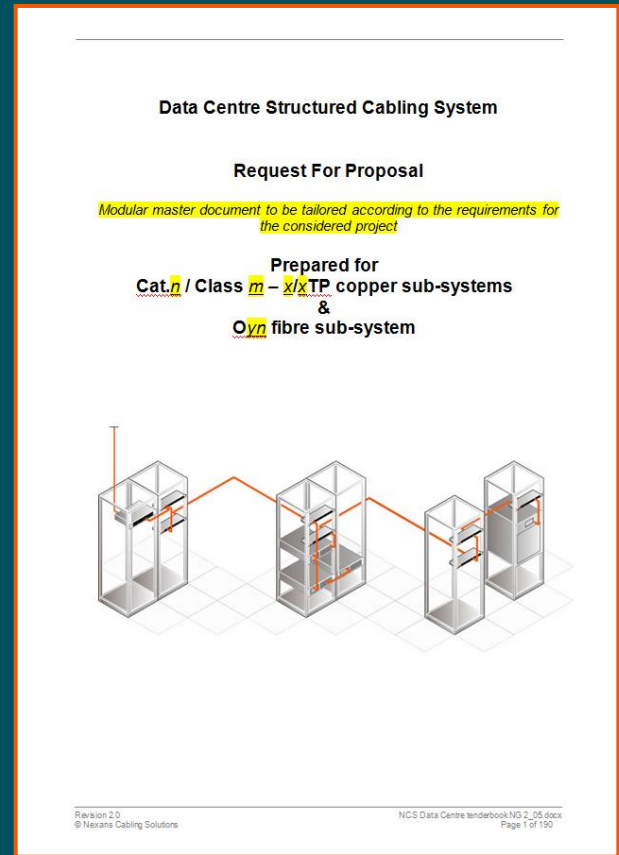 Data Centre Structured Cabling System
Request For Proposal
Modular master document to be tailored according to the requirements for
the considered project
Prepared for
Cat.n / Class m – x/xTP copper sub-systems
&
Oyn fibre sub-system
Revision 2.0
© Nexans Cabling Solutions
NCS Data Centre tenderbook NG 2_05.docx
Page 1 of 190